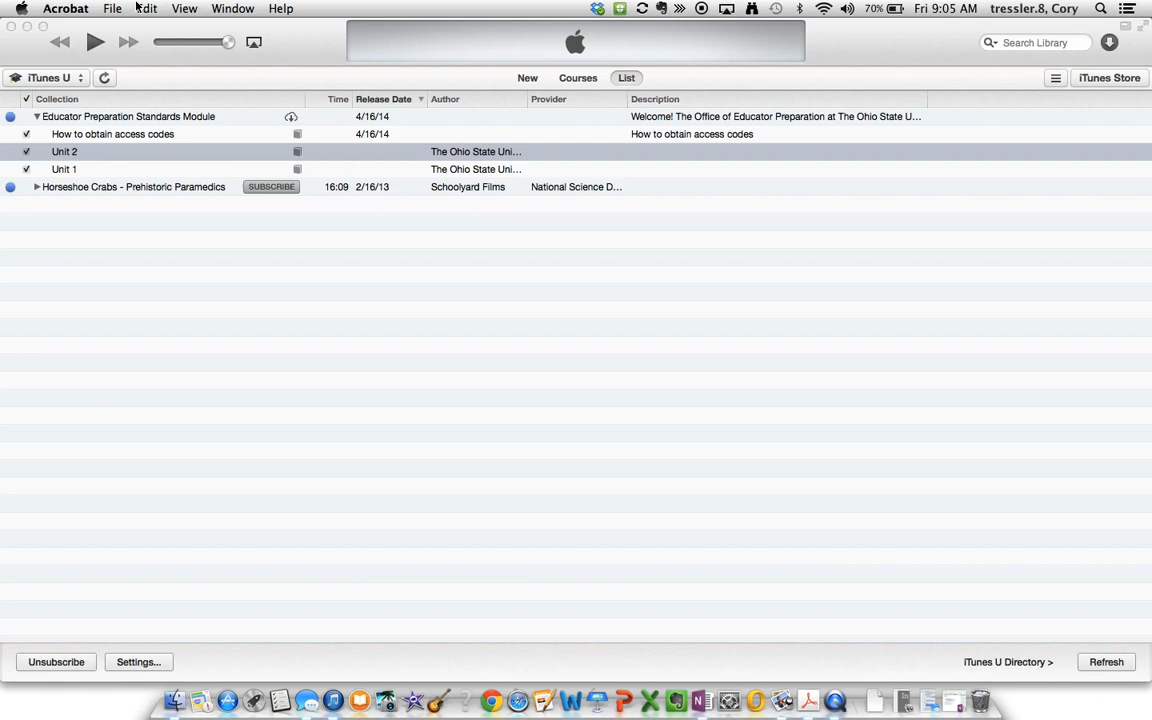 Acrobat File Edit View Window Help 70% Fri 9:05 AM tressler.8, Cory
Search Library
iTunes U New Courses List iTunes Store
Collection Time Release Date Author Provider Description
Educator Preparation Standards Module 4/16/14 Welcome! The Office of Educator Preparation at The Ohio State U...
How to obtain access codes 4/16/14 How to obtain access codes
Unit 2 The Ohio State Uni...
Unit 1 The Ohio State Uni...
Horseshoe Crabs - Prehistoric Paramedics SUBSCRIBE 16:09 2/16/13 Schoolyard Films National Science D...
Unsubscribe Settings... iTunes U Directory > Refresh